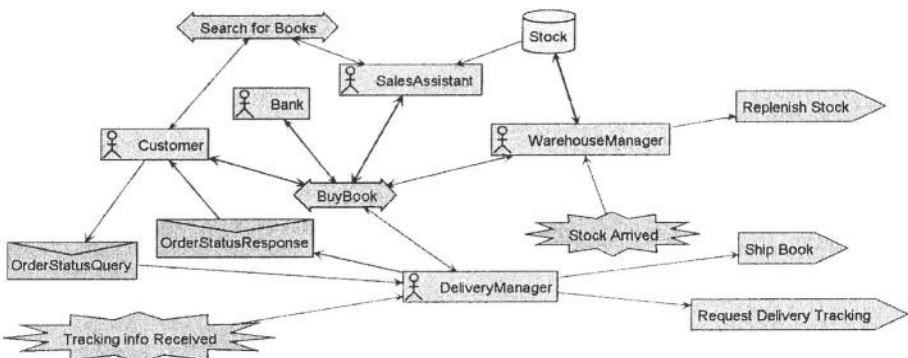 Search for Books
Stock
SalesAssistant
Bank
Replenish Stock
Customer
WarehouseManager
BuyBook
OrderStatusResponse
Stock Arrived
OrderStatusQuery
Ship Book
DeliveryManager
Request Delivery Tracking
Tracking info Received